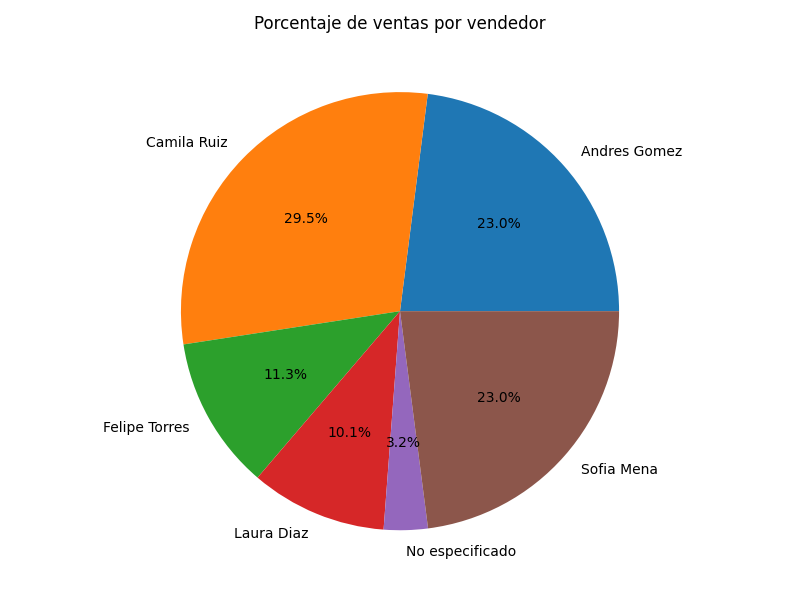 Porcentaje de ventas por vendedor
Andres Gomez
23.0%
Camila Ruiz
29.5%
Felipe Torres
11.3%
Laura Diaz
10.1%
No especificado
3.2%
Sofia Mena
23.0%